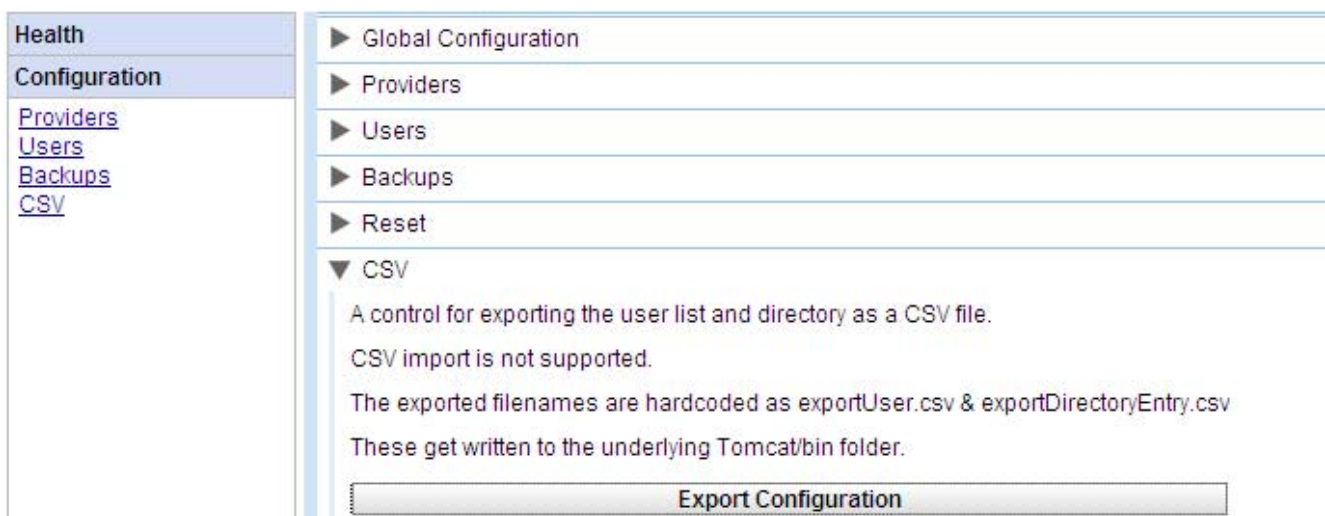 Health
Configuration
Providers
Users
Backups
CSV
Global Configuration
Providers
Users
Backups
Reset
CSV
A control for exporting the user list and directory as a CSV file.
CSV import is not supported.
The exported filenames are hardcoded as exportUser.csv & exportDirectoryEntry.csv
These get written to the underlying Tomcat/bin folder.
Export Configuration